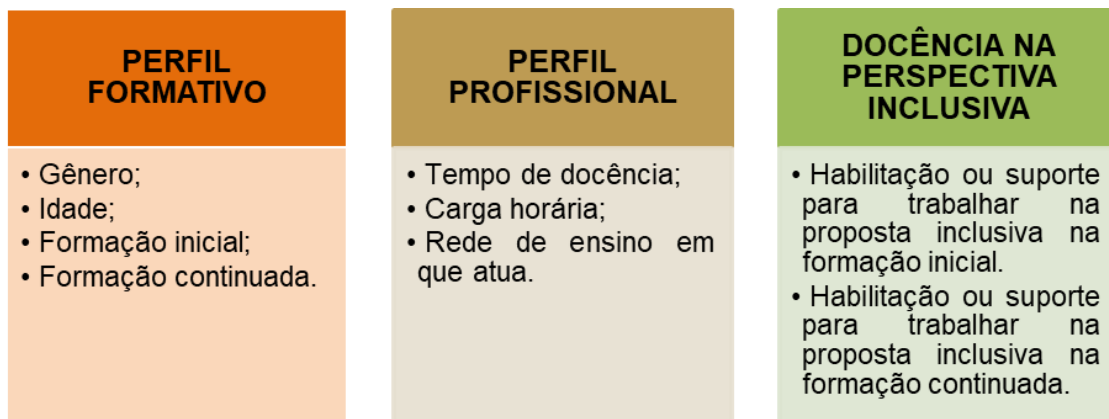 PERFIL
FORMATIVO
• Gênero;
• Idade;
• Formação inicial;
• Formação continuada.
PERFIL
PROFISSIONAL
• Tempo de docência;
• Carga horária;
• Rede de ensino em
que atua.
DOCÊNCIA NA
PERSPECTIVA
INCLUSIVA
• Habilitação ou suporte
para trabalhar na
proposta inclusiva na
formação inicial.
• Habilitação ou suporte
para trabalhar na
proposta inclusiva na
formação continuada.